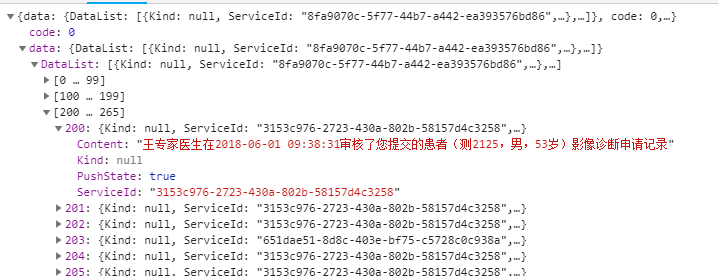 ▼{data: {DataList: [{Kind: null, ServiceId: "8fa9070c-5f77-44b7-a442-ea393576bd86",…},…]}, code: 0,…}
code: 0
▼data: {DataList: [{Kind: null, ServiceId: "8fa9070c-5f77-44b7-a442-ea393576bd86",…},…]}
▼DataList: [{Kind: null, ServiceId: "8fa9070c-5f77-44b7-a442-ea393576bd86",…},…]
▶[0 … 99]
▶[100 … 199]
▼[200 … 265]
▼200: {Kind: null, ServiceId: "3153c976-2723-430a-802b-58157d4c3258",…}
Content: "王专家医生在2018-06-01 09:38:31审核了您提交的患者（测2125，男，53岁）影像诊断申请记录"
Kind: null
PushState: true
ServiceId: "3153c976-2723-430a-802b-58157d4c3258"
▶201: {Kind: null, ServiceId: "3153c976-2723-430a-802b-58157d4c3258",…}
▶202: {Kind: null, ServiceId: "3153c976-2723-430a-802b-58157d4c3258",…}
▶203: {Kind: null, ServiceId: "651dae51-8d8c-403e-bf75-c5728c0c938a",…}
▶204: {Kind: null, ServiceId: "3153c976-2723-430a-802b-58157d4c3258",…}
▶205: {Kind: null, ServiceId: "3153c976-2723-430a-802b-58157d4c3258",…}